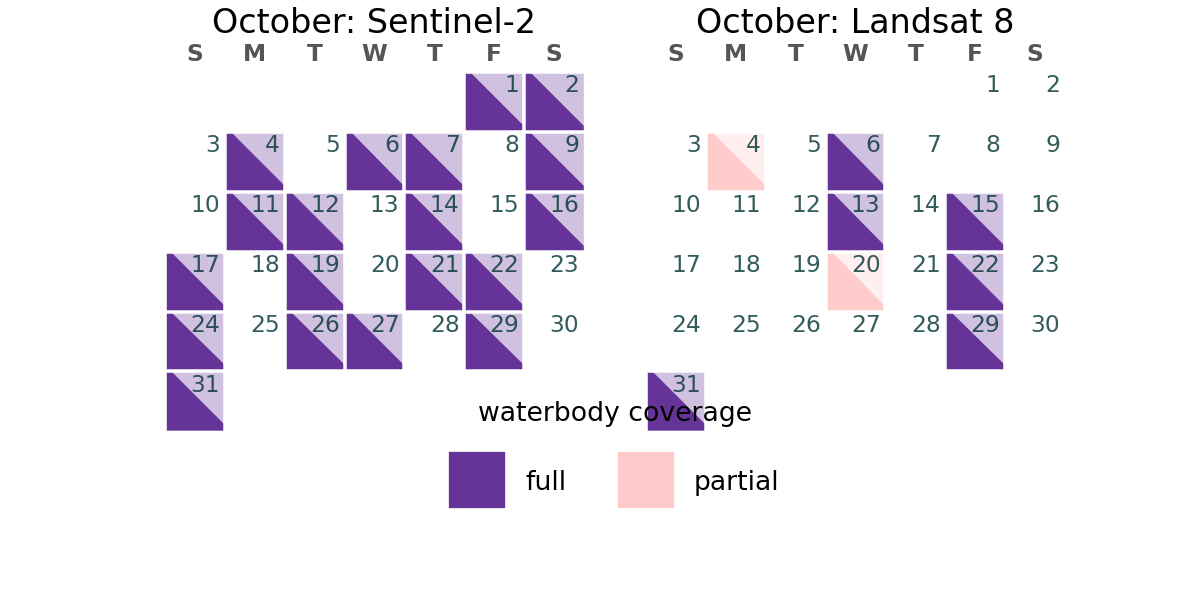 October: Sentinel-2
S M T W T F S
1 2
3 4 5 6 7 8 9
10 11 12 13 14 15 16
17 18 19 20 21 22 23
24 25 26 27 28 29 30
31
October: Landsat 8
S M T W T F S
1 2
3 4 5 6 7 8 9
10 11 12 13 14 15 16
17 18 19 20 21 22 23
24 25 26 27 28 29 30
31
waterbody coverage
full
partial